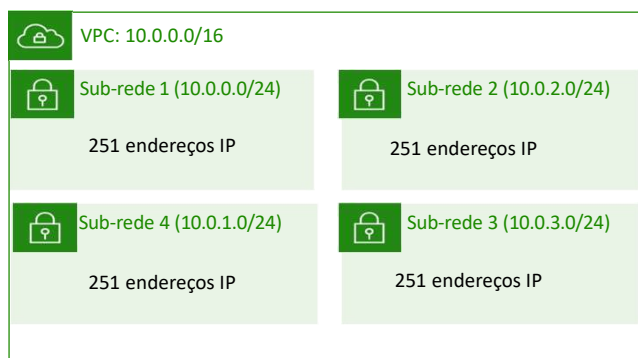 VPC: 10.0.0.0/16
Sub-rede 1 (10.0.0.0/24)
251 endereços IP
Sub-rede 2 (10.0.2.0/24)
251 endereços IP
Sub-rede 4 (10.0.1.0/24)
251 endereços IP
Sub-rede 3 (10.0.3.0/24)
251 endereços IP